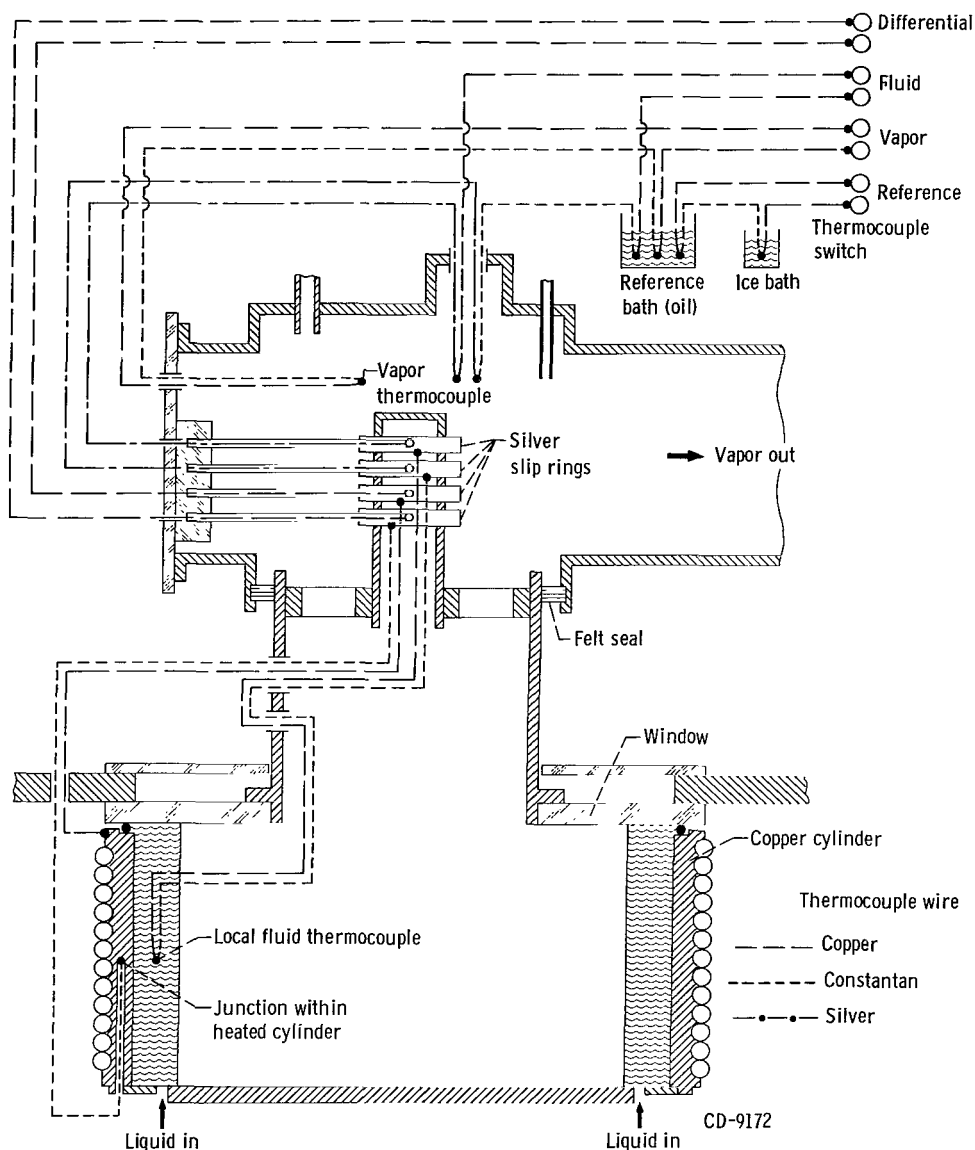 Differential
Fluid
Vapor
Reference
Thermocouple
switch
Reference
bath (oil)
Ice bath
Vapor
thermocouple
Silver
slip rings
Vapor out
Felt seal
Window
Copper cylinder
Thermocouple wire
Copper
Constantan
Silver
Local fluid thermocouple
Junction within
heated cylinder
CD-9172
Liquid in
Liquid in